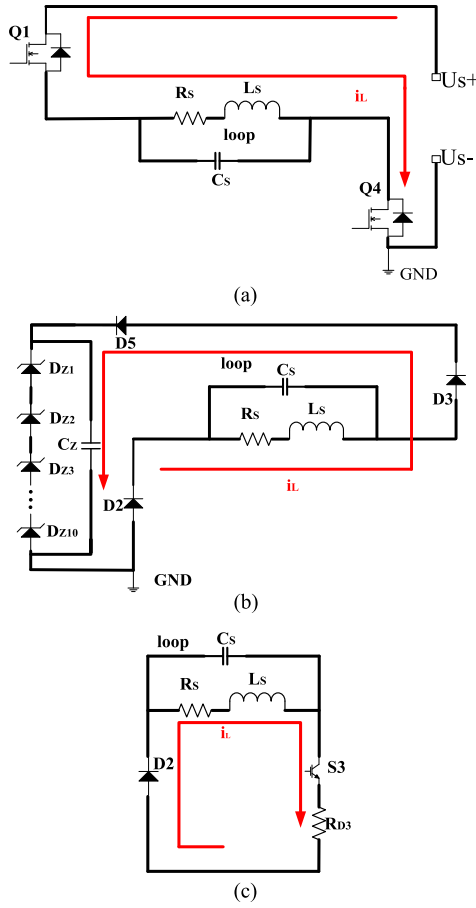 Q1
Us+
Rs
Ls
iL
loop
Cs
Us-
Q4
GND
(a)
D5
DZ1
loop
Cs
D3
DZ2
Rs
Ls
CZ
DZ3
iL
D2
DZ10
GND
(b)
loop
Cs
Rs
Ls
iL
D2
S3
RD3
(c)